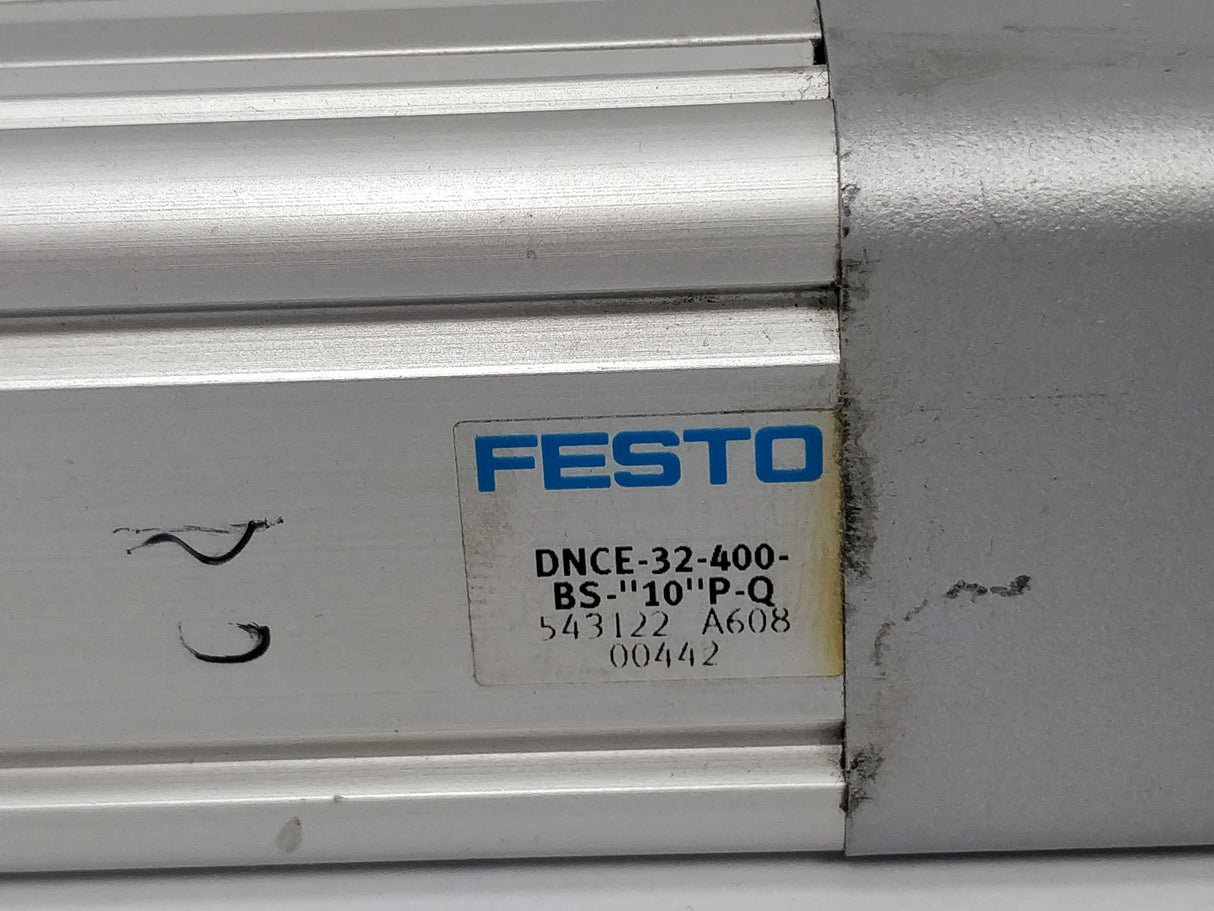 FESTO
DNCE-32-400-
BS-"10"P-Q
543122 A608
00442